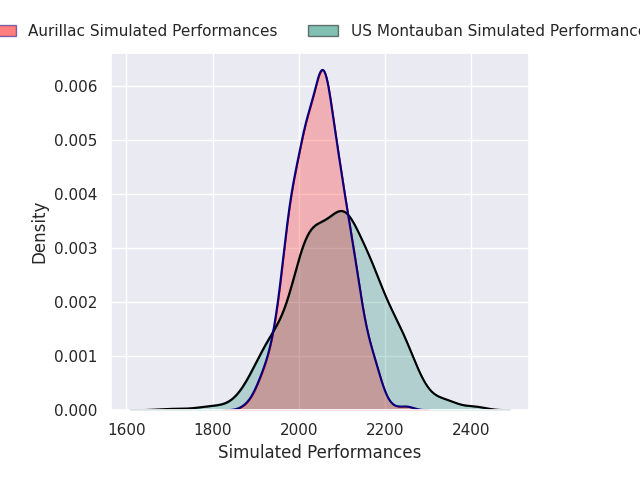 Aurillac Simulated Performances US Montauban Simulated Performanc
0.006
0.005
0.004
0.003
0.002
0.001
0.000
Density
1600 1800 2000 2200 2400
Simulated Performances